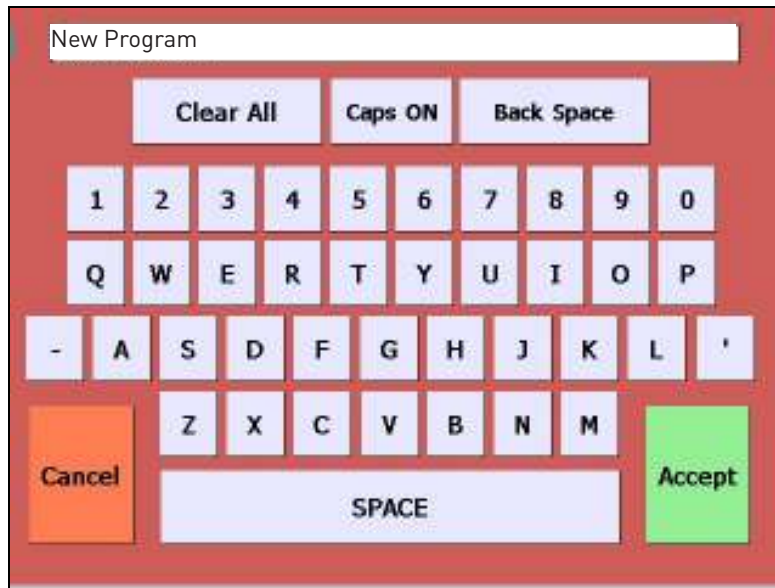 New Program
Clear All Caps ON Back Space
1 2 3 4 5 6 7 8 9 0
Q W E R T Y U I O P
- A S D F G H J K L '
Z X C V B N M
Cancel SPACE Accept